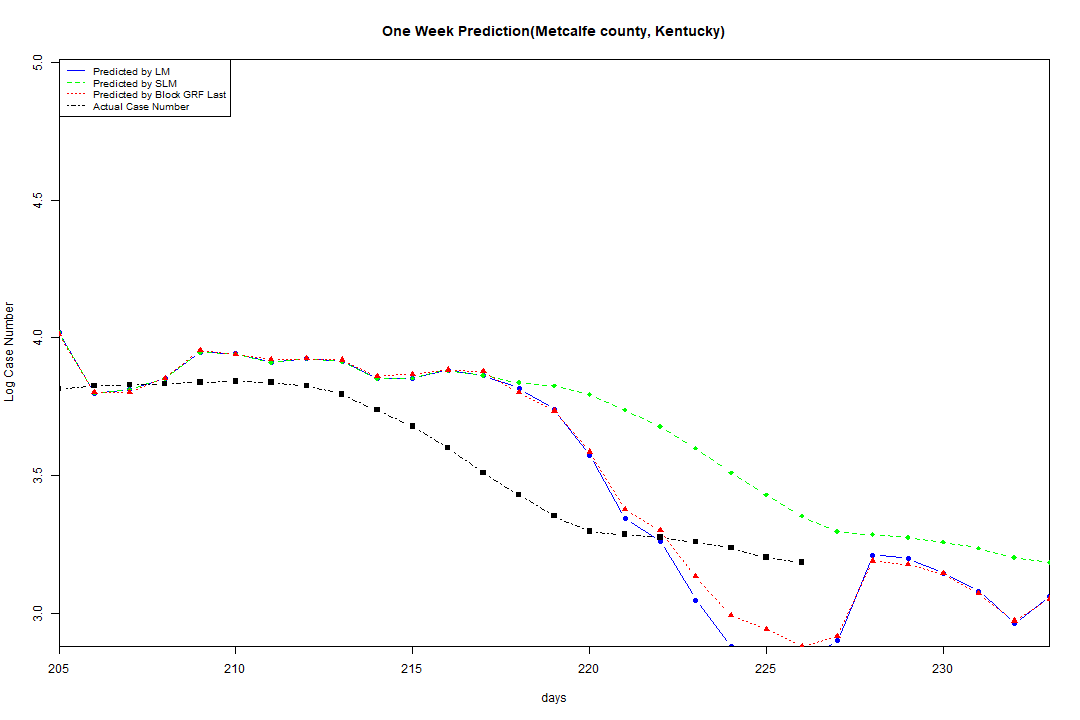 One Week Prediction(Metcalfe county, Kentucky)
Predicted by LM
Predicted by SLM
Predicted by Block GRF Last
Actual Case Number
5.0
4.5
4.0
3.5
3.0
Log Case Number
205 210 215 220 225 230
days